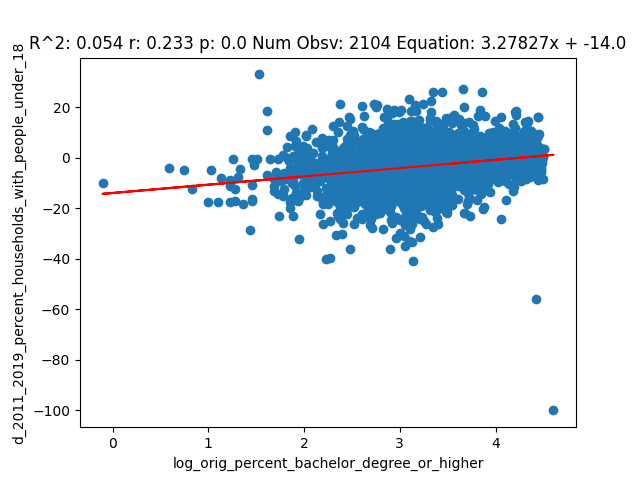 R^2: 0.054 r: 0.233 p: 0.0 Num Obsv: 2104 Equation: 3.27827x + -14.0
d_2011_2019_percent_households_with_people_under_18
20
0
−20
−40
−60
−80
−100
0 1 2 3 4
log_orig_percent_bachelor_degree_or_higher